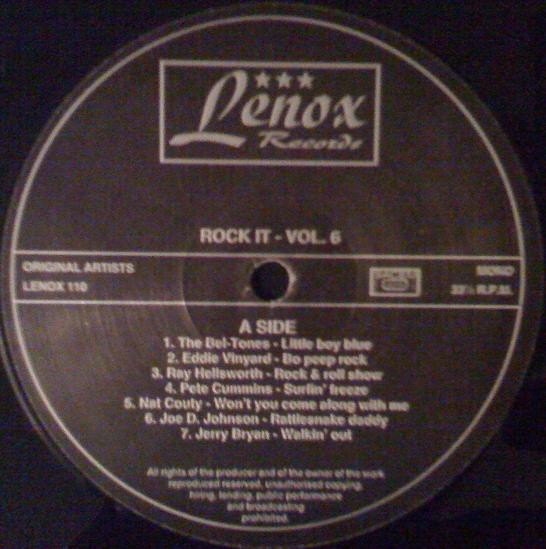 Lenox
Records
ROCK IT - VOL. 6
ORIGINAL ARTISTS
LENOX 110
MONO
33⅓ R.P.M.
A SIDE
1. The Bel-Tones - Little boy blue
2. Eddie Vinyard - Bo peep rock
3. Ray Hellsworth - Rock & roll show
4. Pete Cummins - Surfin' freeze
5. Nat Couty - Won't you come along with me
6. Joe D. Johnson - Rattlesnake daddy
7. Jerry Bryan - Walkin' out
All rights of the producer and of the owner of the work
reproduced reserved, unauthorised copying,
hiring, lending, public performance
and broadcasting
prohibited.